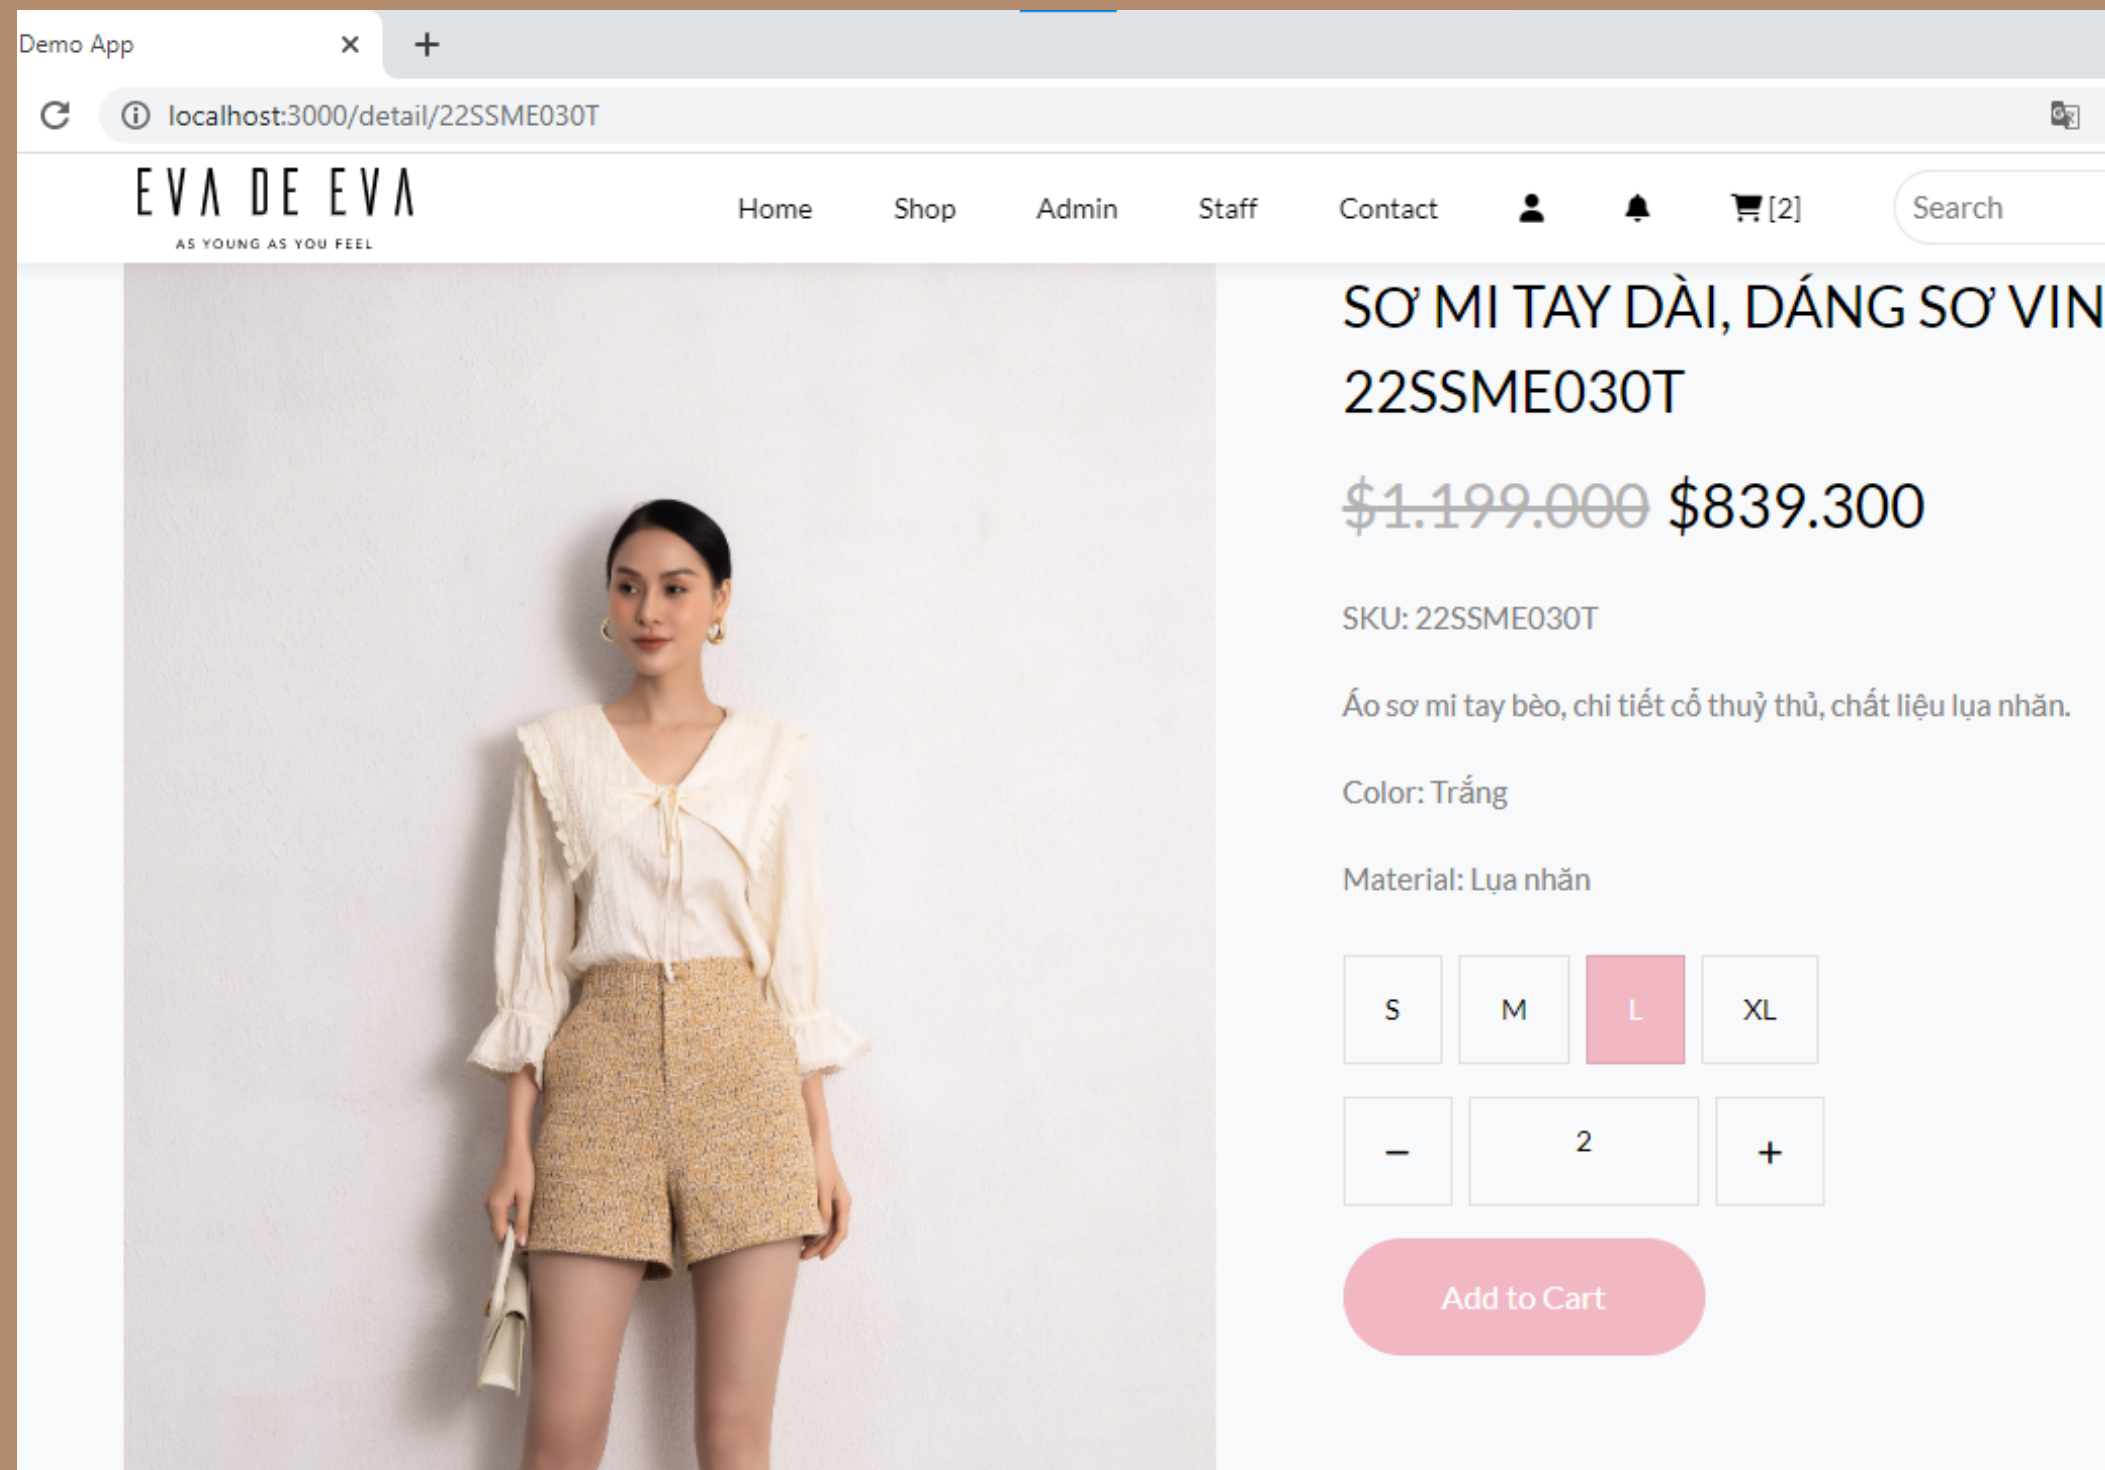 Demo App
localhost:3000/detail/22SSME030T
EVA DE EVA
AS YOUNG AS YOU FEEL
Home Shop Admin Staff Contact [2] Search
SƠ MI TAY DÀI, DÁNG SƠ VIN
22SSME030T
$1.199.000 $839.300
SKU: 22SSME030T
Áo sơ mi tay bèo, chi tiết cổ thuỷ thủ, chất liệu lụa nhăn.
Color: Trắng
Material: Lụa nhăn
S M L XL
− 2 +
Add to Cart